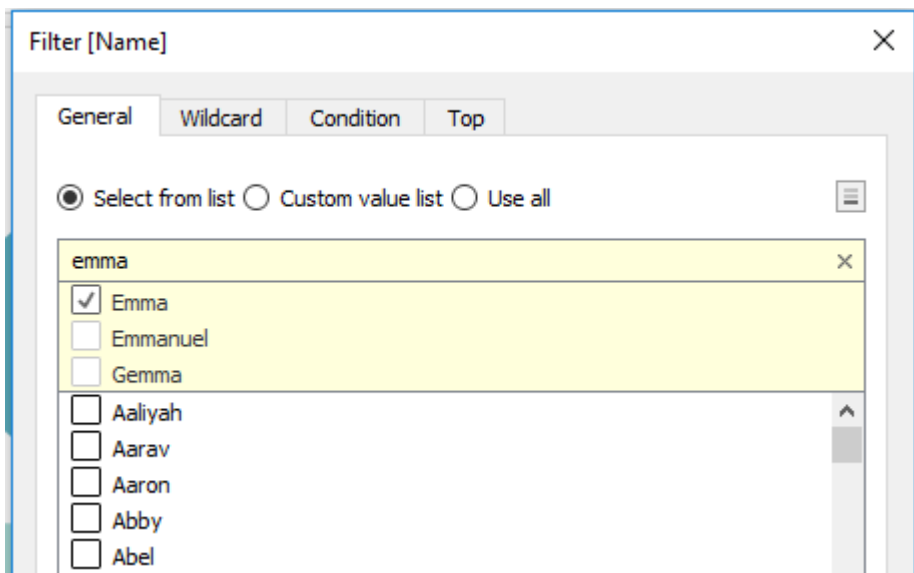 Filter [Name]
General Wildcard Condition Top
Select from list Custom value list Use all
emma
Emma
Emmanuel
Gemma
Aaliyah
Aarav
Aaron
Abby
Abel